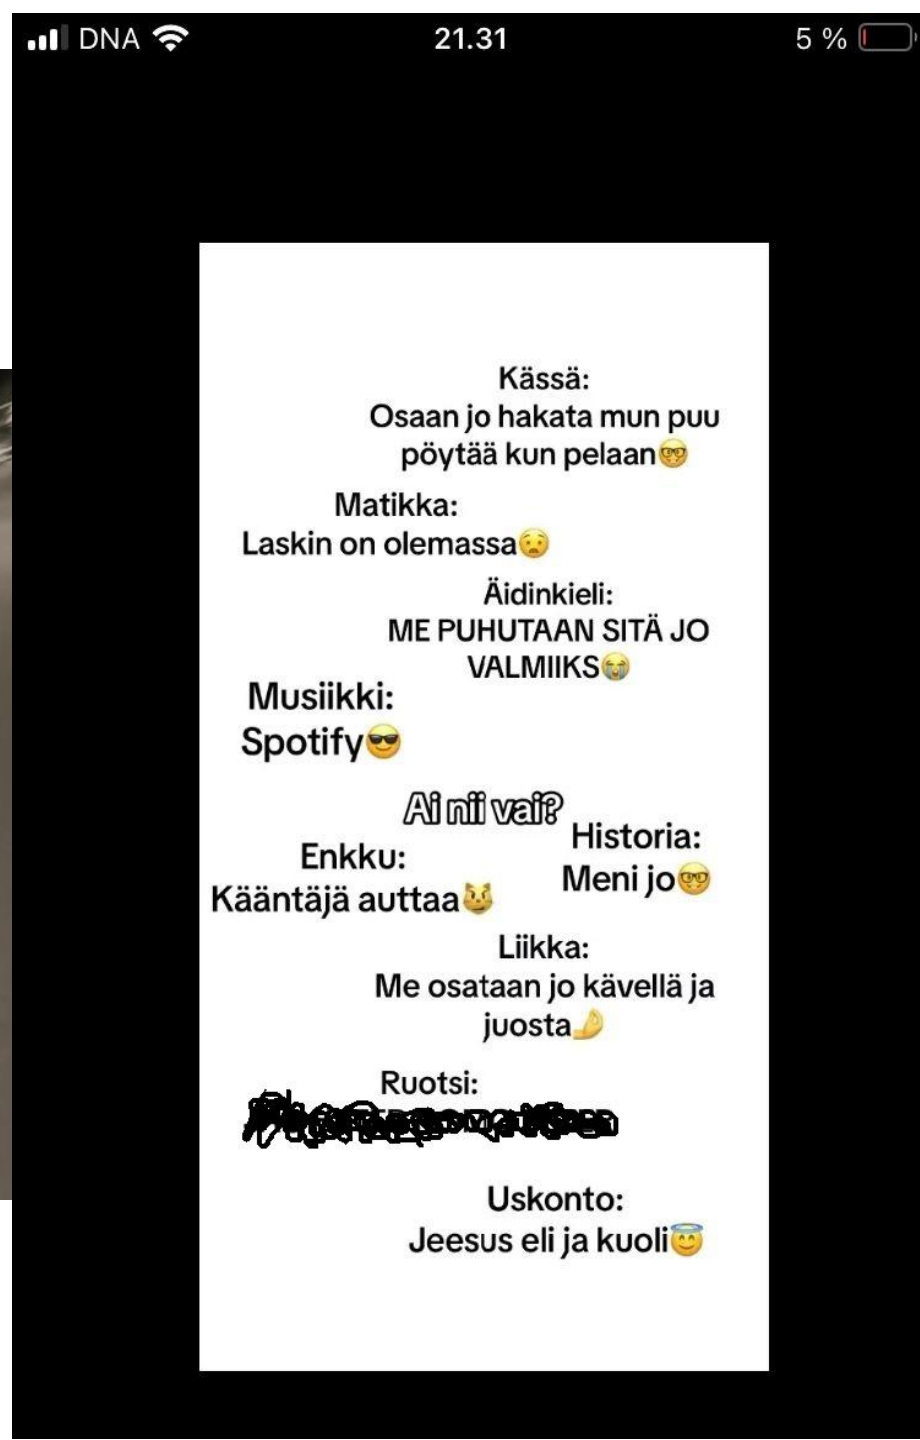 DNA 21.31 5 %
Kässä:
Osaan jo hakata mun puu
pöytää kun pelaan🤓
Matikka:
Laskin on olemassa😧
Äidinkieli:
ME PUHUTAAN SITÄ JO
VALMIIKS😭
Musiikki:
Spotify😎
Ai nii vai?
Historia:
Meni jo🤓
Enkku:
Kääntäjä auttaa😼
Liikka:
Me osataan jo kävellä ja
juosta🤌
Ruotsi:
Uskonto:
Jeesus eli ja kuoli😇